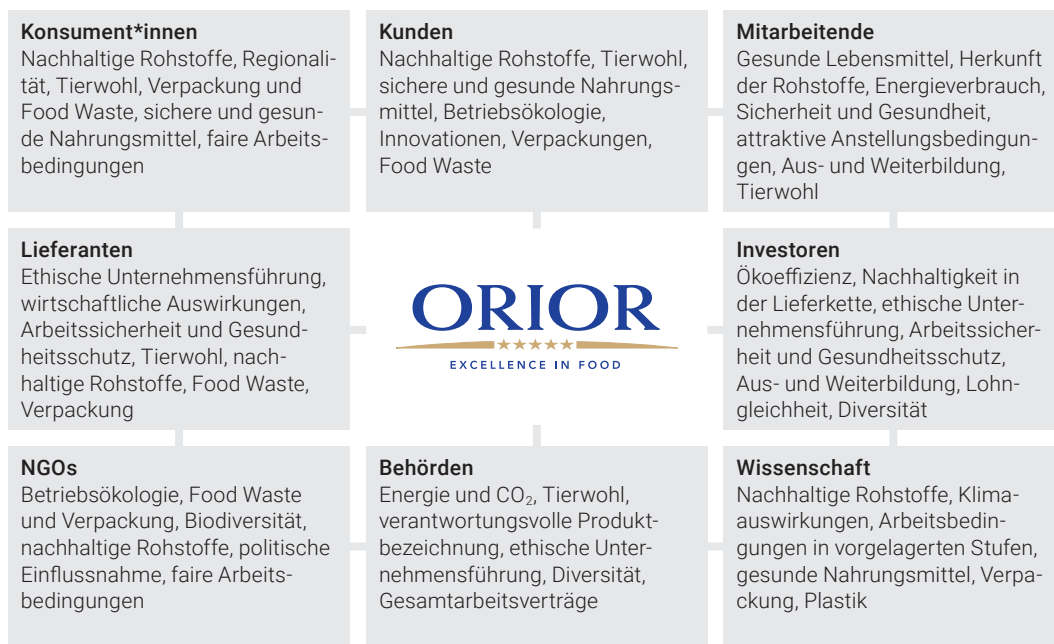 Konsument*innen
Nachhaltige Rohstoffe, Regionali-
tät, Tierwohl, Verpackung und
Food Waste, sichere und gesun-
de Nahrungsmittel, faire Arbeits-
bedingungen
Kunden
Nachhaltige Rohstoffe, Tierwohl,
sichere und gesunde Nahrungs-
mittel, Betriebsökologie,
Innovationen, Verpackungen,
Food Waste
Mitarbeitende
Gesunde Lebensmittel, Herkunft
der Rohstoffe, Energieverbrauch,
Sicherheit und Gesundheit,
attraktive Anstellungsbedingun-
gen, Aus- und Weiterbildung,
Tierwohl
Lieferanten
Ethische Unternehmensführung,
wirtschaftliche Auswirkungen,
Arbeitssicherheit und Gesund-
heitsschutz, Tierwohl, nach-
haltige Rohstoffe, Food Waste,
Verpackung
ORIOR
EXCELLENCE IN FOOD
Investoren
Ökoeffizienz, Nachhaltigkeit in
der Lieferkette, ethische Unter-
nehmensführung, Arbeitssicher-
heit und Gesundheitsschutz,
Aus- und Weiterbildung, Lohn-
gleichheit, Diversität
NGOs
Betriebsökologie, Food Waste
und Verpackung, Biodiversität,
nachhaltige Rohstoffe, politische
Einflussnahme, faire Arbeits-
bedingungen
Behörden
Energie und CO₂, Tierwohl,
verantwortungsvolle Produkt-
bezeichnung, ethische Unter-
nehmensführung, Diversität,
Gesamtarbeitsverträge
Wissenschaft
Nachhaltige Rohstoffe, Klima-
auswirkungen, Arbeitsbedin-
gungen in vorgelagerten Stufen,
gesunde Nahrungsmittel, Verpa-
ckung, Plastik